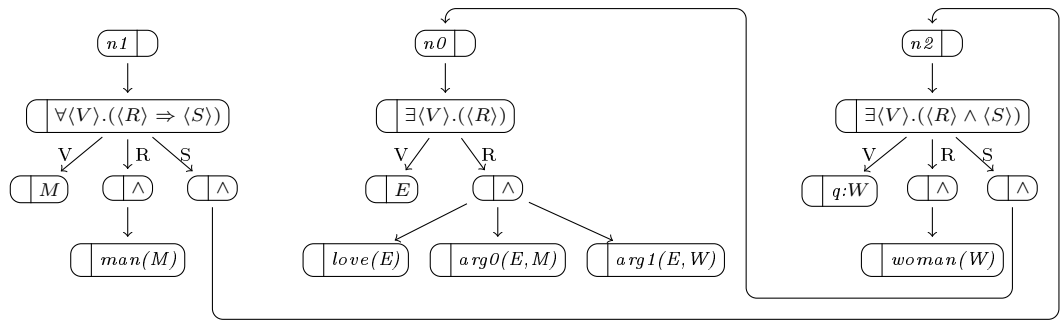 n1 n0 n2
∀⟨V⟩.(⟨R⟩ ⇒ ⟨S⟩) ∃⟨V⟩.(⟨R⟩) ∃⟨V⟩.(⟨R⟩ ∧ ⟨S⟩)
V R S V R V R S
M ∧ ∧ E ∧ q:W ∧ ∧
man(M) love(E) arg0(E,M) arg1(E,W) woman(W)